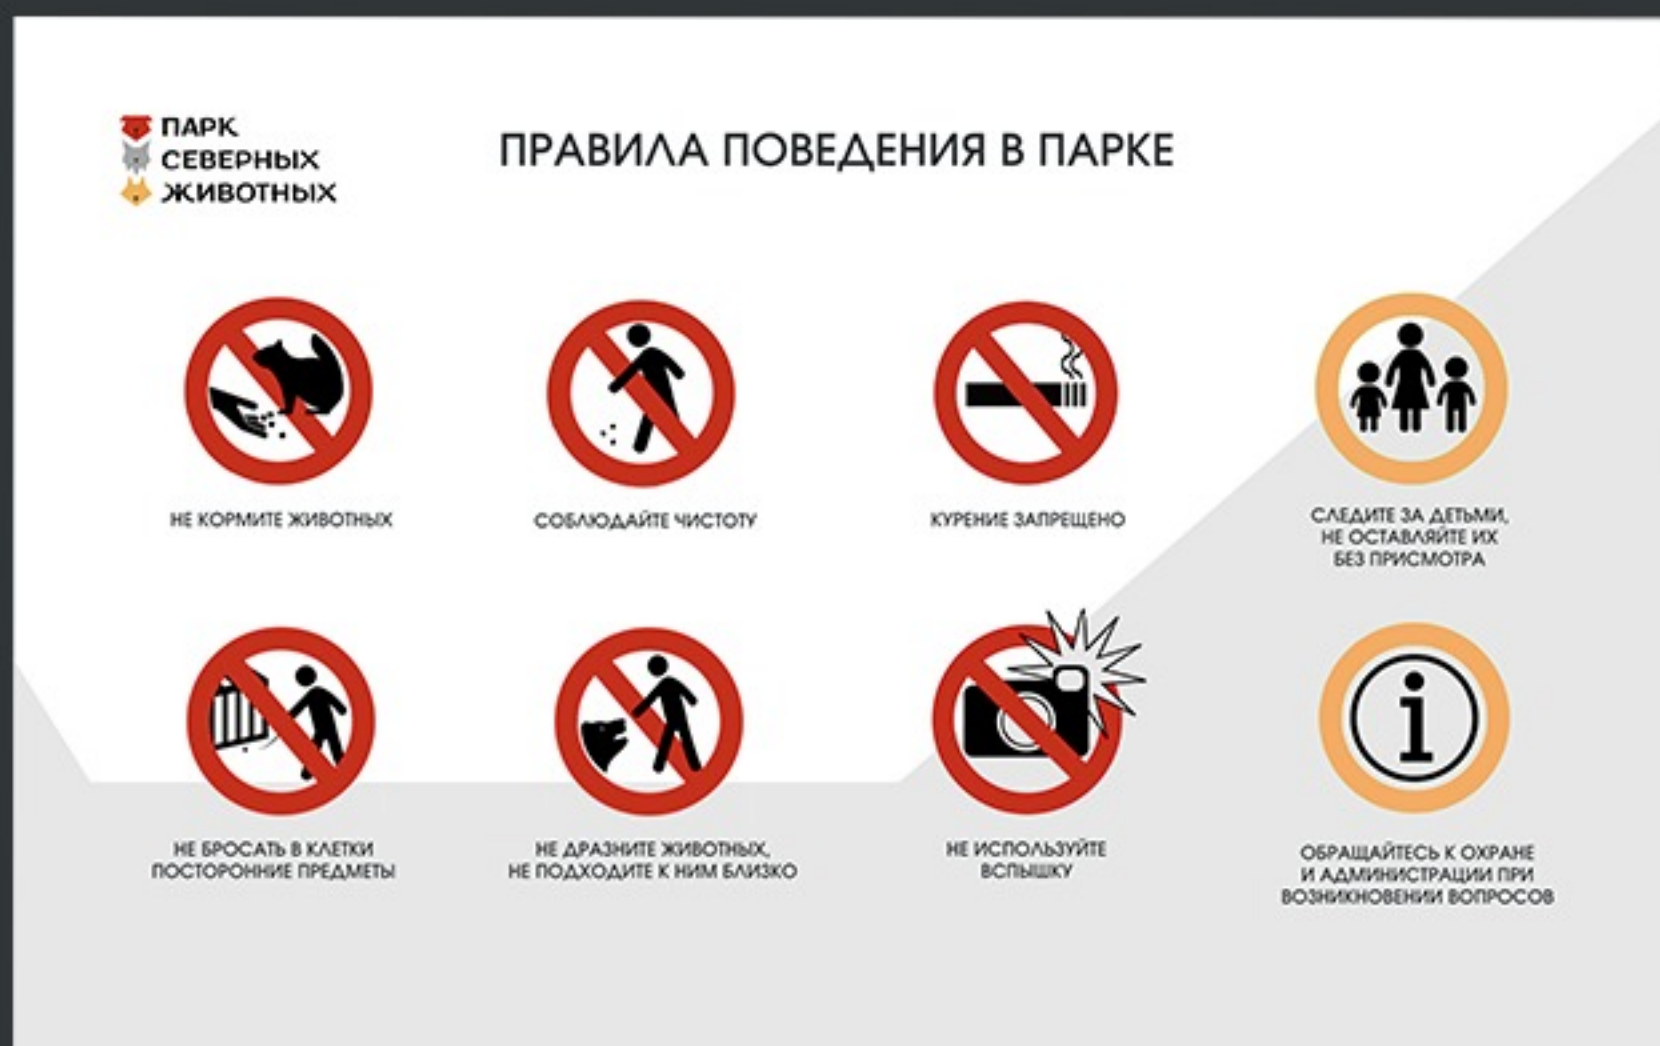 ПАРК
СЕВЕРНЫХ
ЖИВОТНЫХ
ПРАВИЛА ПОВЕДЕНИЯ В ПАРКЕ
НЕ КОРМИТЕ ЖИВОТНЫХ
СОБЛЮДАЙТЕ ЧИСТОТУ
КУРЕНИЕ ЗАПРЕЩЕНО
СЛЕДИТЕ ЗА ДЕТЬМИ,
НЕ ОСТАВЛЯЙТЕ ИХ
БЕЗ ПРИСМОТРА
НЕ БРОСАТЬ В КЛЕТКИ
ПОСТОРОННИЕ ПРЕДМЕТЫ
НЕ ДРАЗНИТЕ ЖИВОТНЫХ,
НЕ ПОДХОДИТЕ К НИМ БЛИЗКО
НЕ ИСПОЛЬЗУЙТЕ
ВСПЫШКУ
i
ОБРАЩАЙТЕСЬ К ОХРАНЕ
И АДМИНИСТРАЦИИ ПРИ
ВОЗНИКНОВЕНИИ ВОПРОСОВ